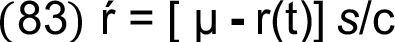 (83) ŕ = [ μ - r(t)] s/c